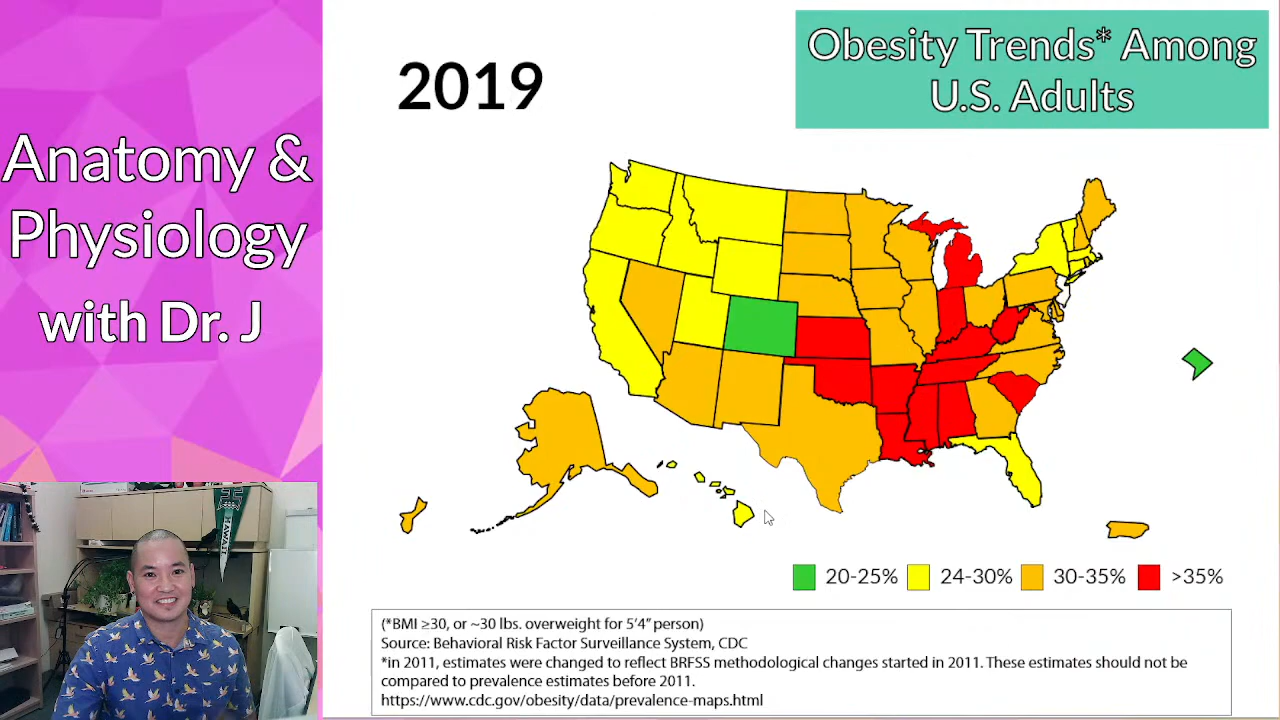 Anatomy &
Physiology
with Dr. J
2019
Obesity Trends* Among
U.S. Adults
20-25%
24-30%
30-35%
>35%
(*BMI ≥30, or ~30 lbs. overweight for 5'4" person)
Source: Behavioral Risk Factor Surveillance System, CDC
*in 2011, estimates were changed to reflect BRFSS methodological changes started in 2011. These estimates should not be
compared to prevalence estimates before 2011.
https://www.cdc.gov/obesity/data/prevalence-maps.html
HAWAI'I